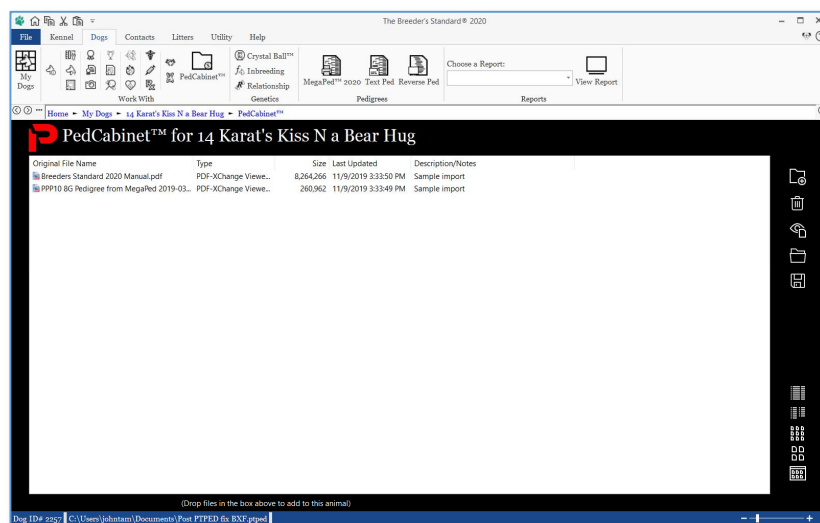 The Breeder's Standard® 2020
File Kennel Dogs Contacts Litters Utility Help
My Dogs
PedCabinet™
Work With
Crystal Ball™
Inbreeding
Relationship
Genetics
MegaPed™ 2020 Text Ped Reverse Ped
Pedigrees
Choose a Report:
View Report
Reports
Home ► My Dogs ► 14 Karat's Kiss N a Bear Hug ► PedCabinet™
PedCabinet™ for 14 Karat's Kiss N a Bear Hug
Original File Name Type Size Last Updated Description/Notes
Breeders Standard 2020 Manual.pdf PDF-XChange Viewe... 8,264,266 11/9/2019 3:33:50 PM Sample import
PPP10 8G Pedigree from MegaPed 2019-03... PDF-XChange Viewe... 260,962 11/9/2019 3:33:49 PM Sample import
(Drop files in the box above to add to this animal)
Dog ID# 2257 C:\Users\johntam\Documents\Post PTPED fix BXF.ptped